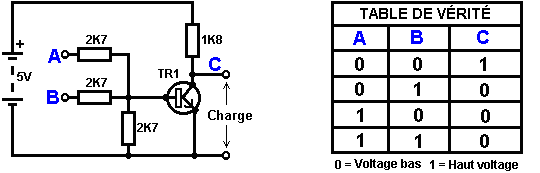 +
5V
A
2K7
B
2K7
2K7
1K8
TR1
C
Charge
TABLE DE VÉRITÉ
A B C
0 0 1
0 1 0
1 0 0
1 1 0
0 = Voltage bas 1 = Haut voltage